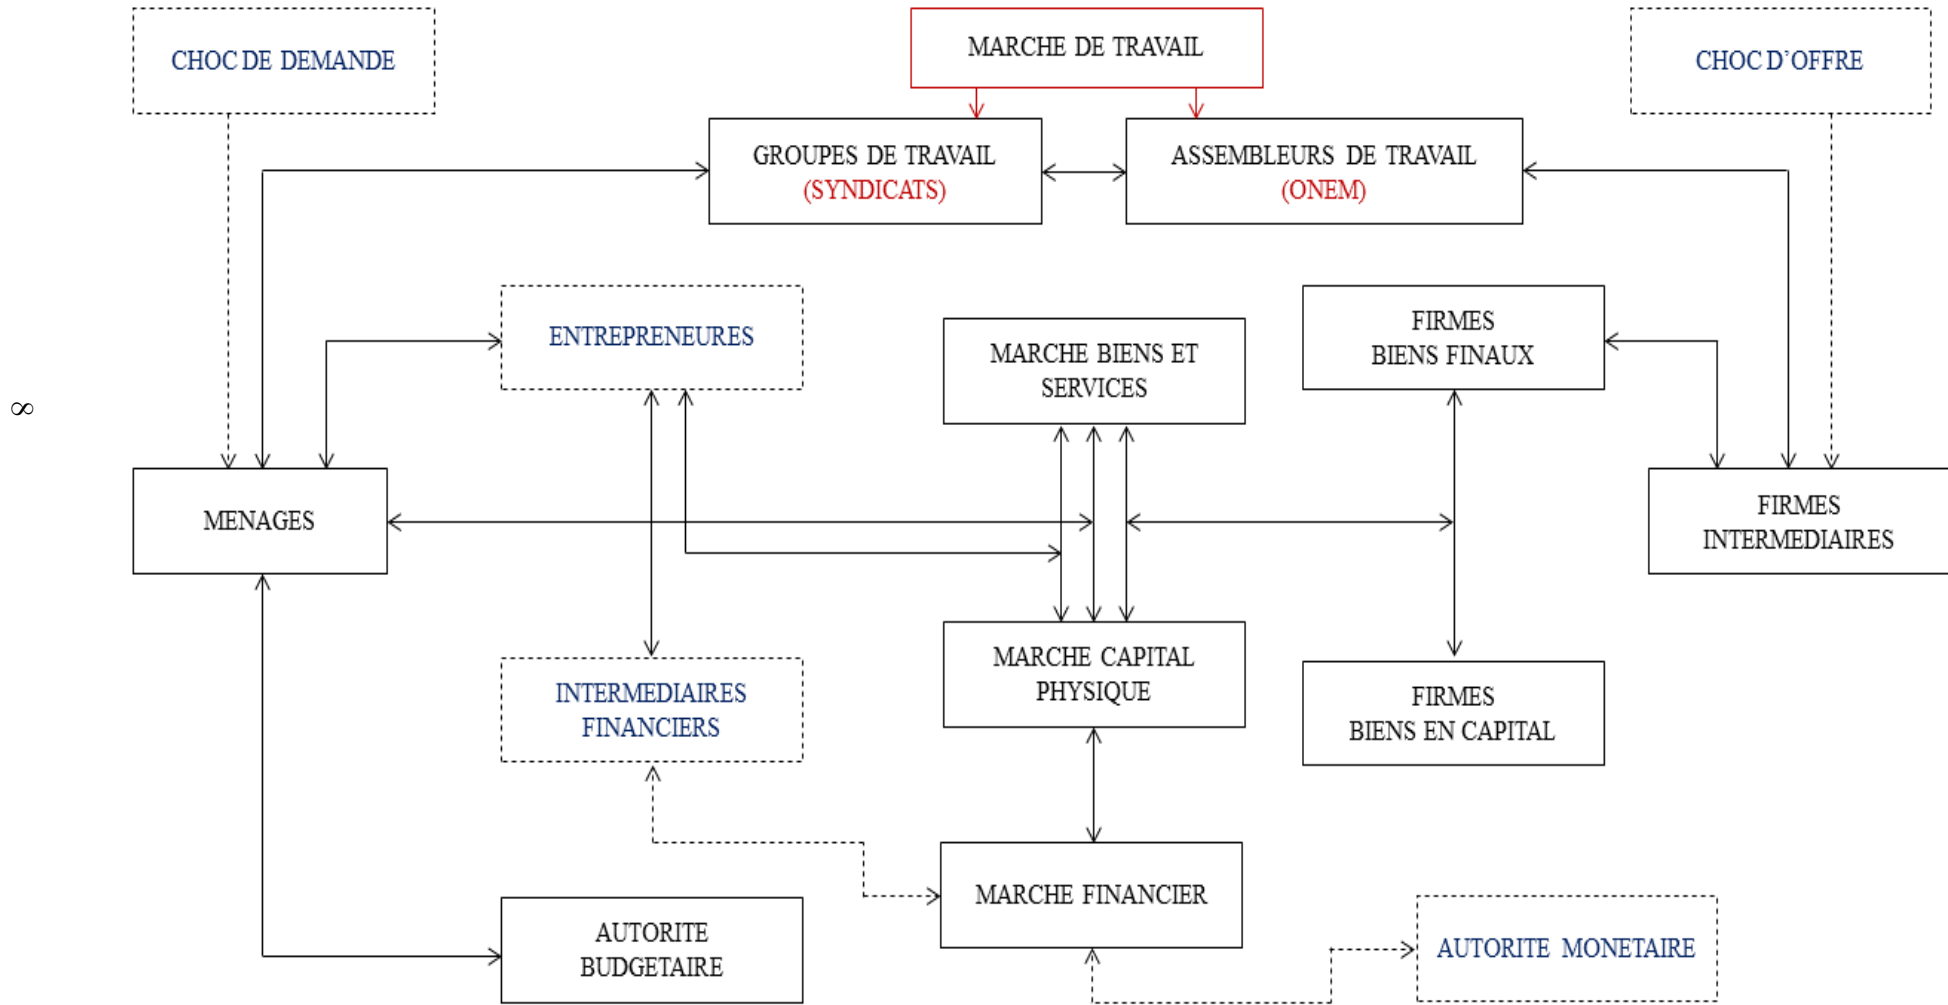 CHOC DE DEMANDE
MARCHE DE TRAVAIL
CHOC D’OFFRE
GROUPES DE TRAVAIL
(SYNDICATS)
ASSEMBLEURS DE TRAVAIL
(ONEM)
ENTREPRENEURES
MARCHE BIENS ET
SERVICES
FIRMES
BIENS FINAUX
8
MENAGES
FIRMES
INTERMEDIAIRES
INTERMEDIAIRES
FINANCIERS
MARCHE CAPITAL
PHYSIQUE
FIRMES
BIENS EN CAPITAL
AUTORITE
BUDGETAIRE
MARCHE FINANCIER
AUTORITE MONETAIRE